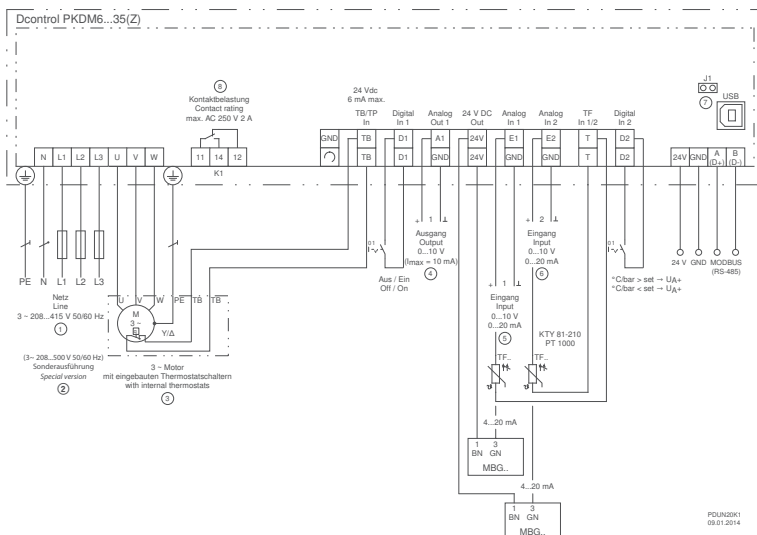 Dcontrol PKDM6...35(Z)
8
Kontaktbelastung
Contact rating
max. AC 250 V 2 A
24 Vdc
6 mA max.
TB/TP
In
Digital
In 1
Analog
Out 1
24 V DC
Out
Analog
In 1
Analog
In 2
TF
In 1/2
Digital
In 2
J1
7
USB
GND TB D1 A1 24V E1 E2 T D2
TB D1 GND 24V GND GND T D2
N L1 L2 L3 U V W
11 14 12
K1
24V GND A (D+) B (D-)
PE N L1 L2 L3
Netz
Line
3 ~ 208...415 V 50/60 Hz
1
(3~ 208...500 V 50/60 Hz)
Sonderausführung
Special version
2
U V W PE TB TB
M
3 ~
Y/Δ
3 ~ Motor
mit eingebauten Thermostatschaltern
with internal thermostats
3
0 1
Aus / Ein
Off / On
+ 1 ⊥
Ausgang
Output
0...10 V
(Imax = 10 mA)
4
+ 1 ⊥
Eingang
Input
0...10 V
0...20 mA
5
+ 2 ⊥
Eingang
Input
0...10 V
0...20 mA
6
KTY 81-210
PT 1000
TF..
TF..
0 1
°C/bar > set → UA+
°C/bar < set → UA+
24 V GND MODBUS
(RS-485)
4...20 mA
1 3
BN GN
MBG..
4...20 mA
1 3
BN GN
MBG..
PDUN20K1
09.01.2014